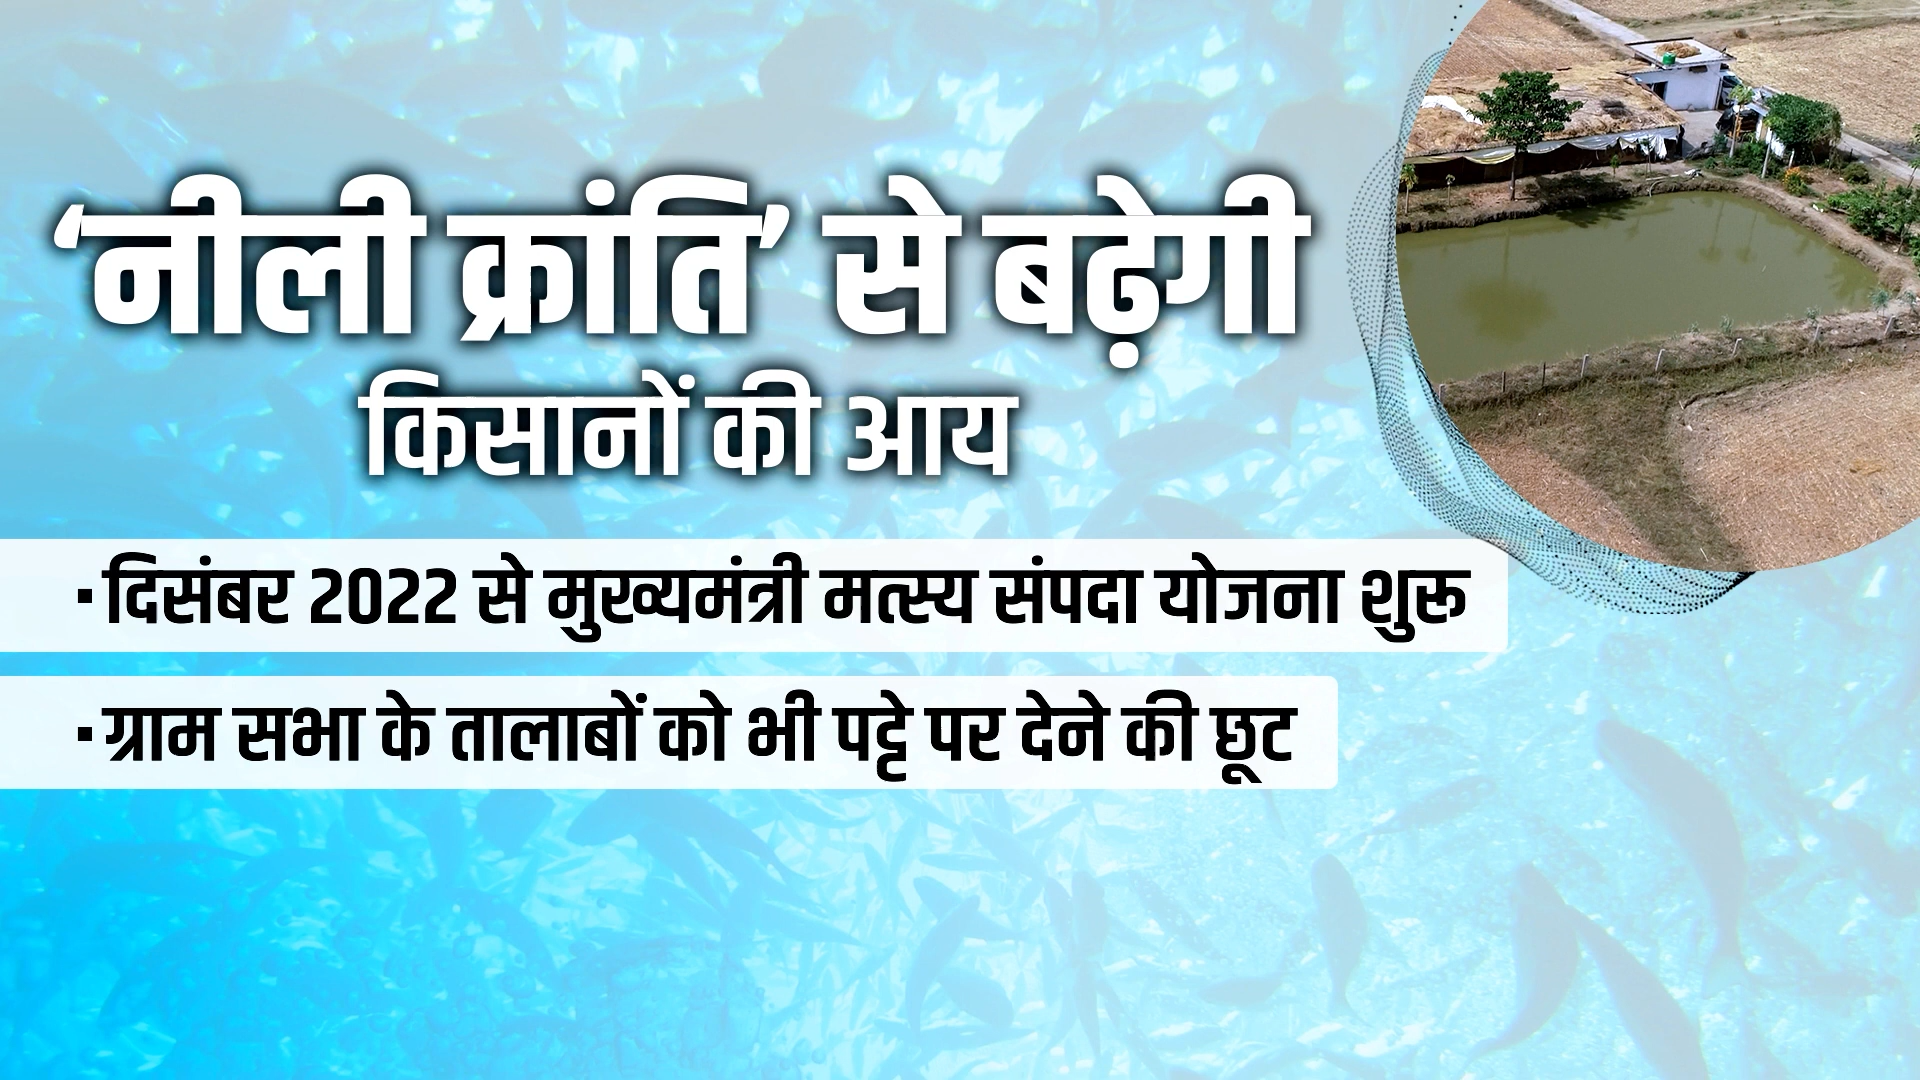 ‘नीली क्रांति’ से बढ़ेगी
किसानों की आय
· दिसंबर 2022 से मुख्यमंत्री मत्स्य संपदा योजना शुरू
· ग्राम सभा के तालाबों को भी पट्टे पर देने की छूट